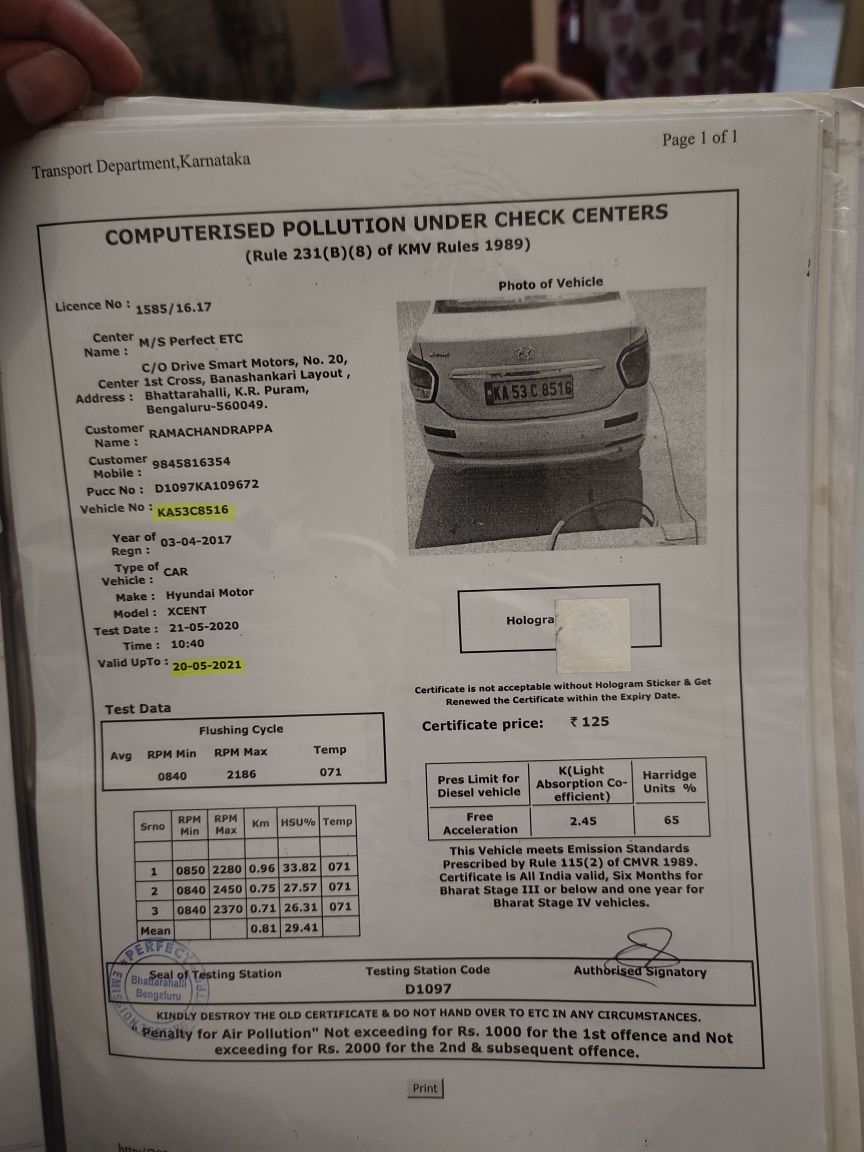 Transport Department,Karnataka
Page 1 of 1
COMPUTERISED POLLUTION UNDER CHECK CENTERS
(Rule 231(B)(8) of KMV Rules 1989)
Licence No : 1585/16.17
Center Name : M/S Perfect ETC
Center Address : C/O Drive Smart Motors, No. 20,
1st Cross, Banashankari Layout ,
Bhattarahalli, K.R. Puram,
Bengaluru-560049.
Customer Name : RAMACHANDRAPPA
Customer Mobile : 9845816354
Pucc No : D1097KA109672
Vehicle No : KA53C8516
Year of Regn : 03-04-2017
Type of Vehicle : CAR
Make : Hyundai Motor
Model : XCENT
Test Date : 21-05-2020
Time : 10:40
Valid UpTo : 20-05-2021
Photo of Vehicle
KA 53 C 8516
Hologra
Certificate is not acceptable without Hologram Sticker & Get
Renewed the Certificate within the Expiry Date.
Certificate price: ₹ 125
Test Data
Flushing Cycle
Avg RPM Min RPM Max Temp
0840 2186 071
Srno RPM Min RPM Max Km HSU% Temp
1 0850 2280 0.96 33.82 071
2 0840 2450 0.75 27.57 071
3 0840 2370 0.71 26.31 071
Mean 0.81 29.41
Pres Limit for Diesel vehicle K(Light Absorption Co-efficient) Harridge Units %
Free Acceleration 2.45 65
This Vehicle meets Emission Standards
Prescribed by Rule 115(2) of CMVR 1989.
Certificate is All India valid, Six Months for
Bharat Stage III or below and one year for
Bharat Stage IV vehicles.
PERFECT
EMISSION
Bhattarahalli
Bengeluru
Seal of Testing Station
Testing Station Code
D1097
Authorised Signatory
KINDLY DESTROY THE OLD CERTIFICATE & DO NOT HAND OVER TO ETC IN ANY CIRCUMSTANCES.
" Penalty for Air Pollution" Not exceeding for Rs. 1000 for the 1st offence and Not
exceeding for Rs. 2000 for the 2nd & subsequent offence.
Print